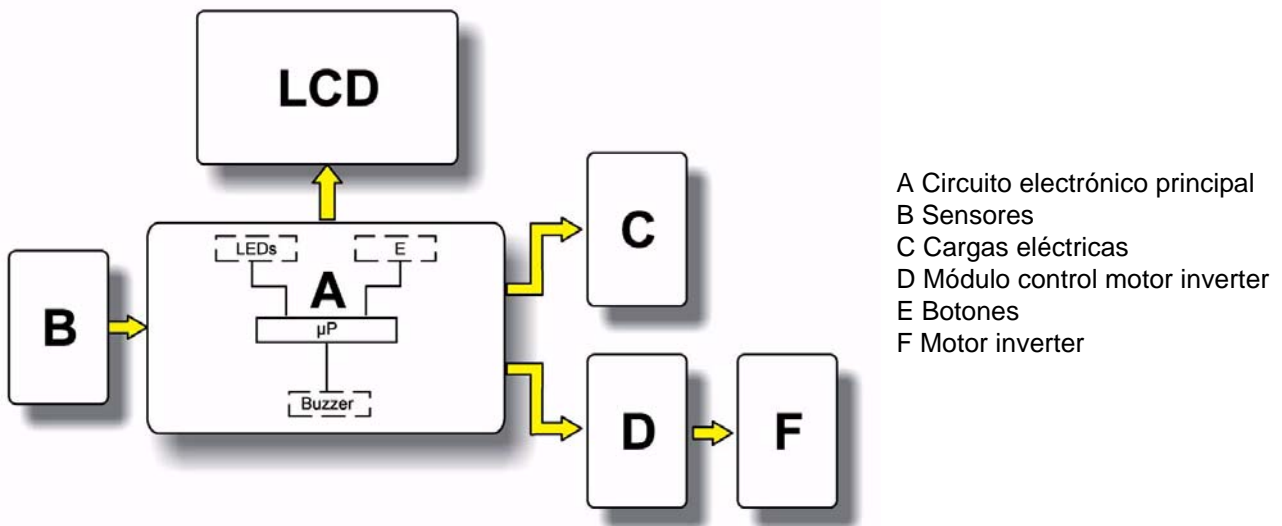 LCD
LEDs
E
A
µP
Buzzer
B
C
D
F
A Circuito electrónico principal
B Sensores
C Cargas eléctricas
D Módulo control motor inverter
E Botones
F Motor inverter